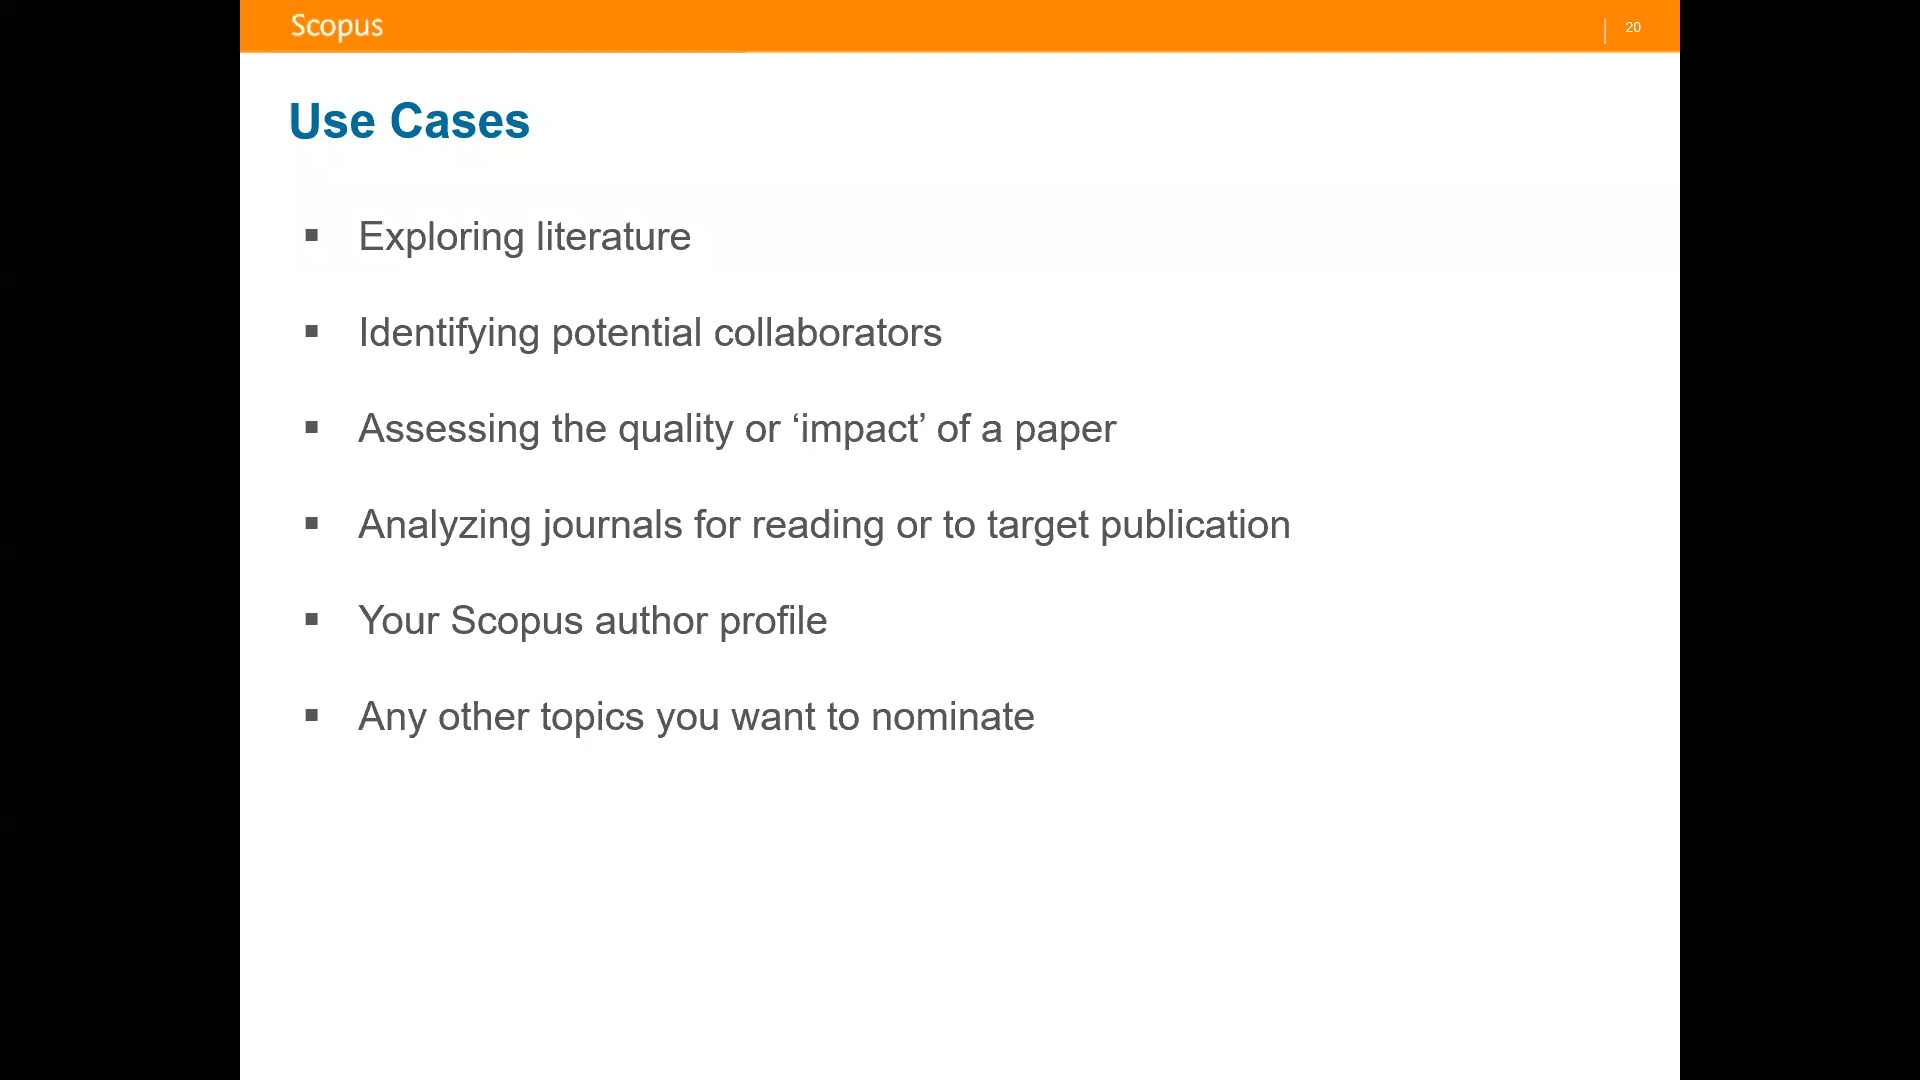 Scopus
20
Use Cases
▪ Exploring literature
▪ Identifying potential collaborators
▪ Assessing the quality or ‘impact’ of a paper
▪ Analyzing journals for reading or to target publication
▪ Your Scopus author profile
▪ Any other topics you want to nominate